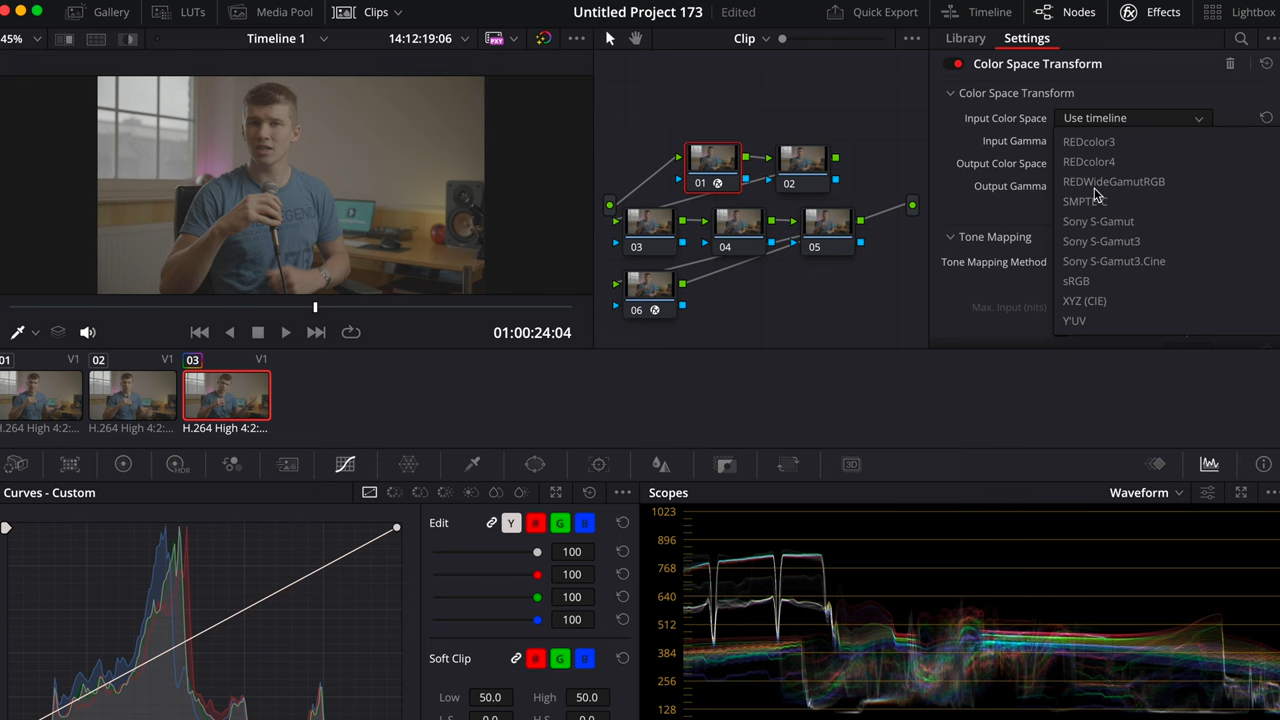 Gallery LUTs Media Pool Clips Untitled Project 173 Edited Quick Export Timeline Nodes Effects Lightbox
45% Timeline 1 14:12:19:06 PXY Clip Library Settings
Color Space Transform
Color Space Transform
Input Color Space Use timeline
Input Gamma
Output Color Space
Output Gamma
REDcolor3
REDcolor4
REDWideGamutRGB
Sony S-Gamut
Sony S-Gamut3
Sony S-Gamut3.Cine
sRGB
XYZ (CIE)
Y'UV
Tone Mapping
Tone Mapping Method
Max. Input (nits)
01
02
03
04
05
06
01:00:24:04
01 V1 02 V1 03 V1
H.264 High 4:2:... H.264 High 4:2:... H.264 High 4:2:...
HDR 3D
Curves - Custom
Edit Y R G B
100
100
100
100
Soft Clip R G B
Low 50.0 High 50.0
Scopes Waveform
1023
896
768
640
512
384
256
128